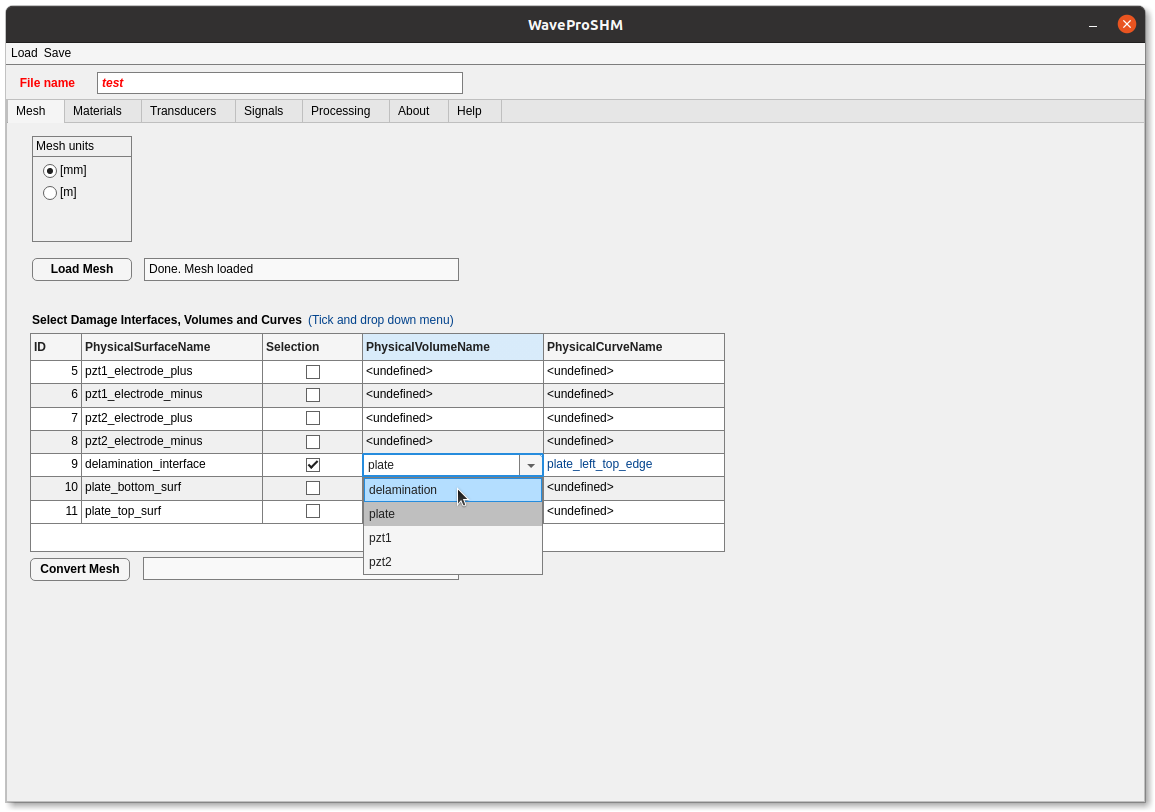 WaveProSHM
Load Save
File name test
Mesh Materials Transducers Signals Processing About Help
Mesh units
[mm]
[m]
Load Mesh Done. Mesh loaded
Select Damage Interfaces, Volumes and Curves (Tick and drop down menu)
ID PhysicalSurfaceName Selection PhysicalVolumeName PhysicalCurveName
5 pzt1_electrode_plus <undefined> <undefined>
6 pzt1_electrode_minus <undefined> <undefined>
7 pzt2_electrode_plus <undefined> <undefined>
8 pzt2_electrode_minus <undefined> <undefined>
9 delamination_interface plate plate_left_top_edge
10 plate_bottom_surf delamination <undefined>
11 plate_top_surf plate <undefined>
pzt1
pzt2
Convert Mesh